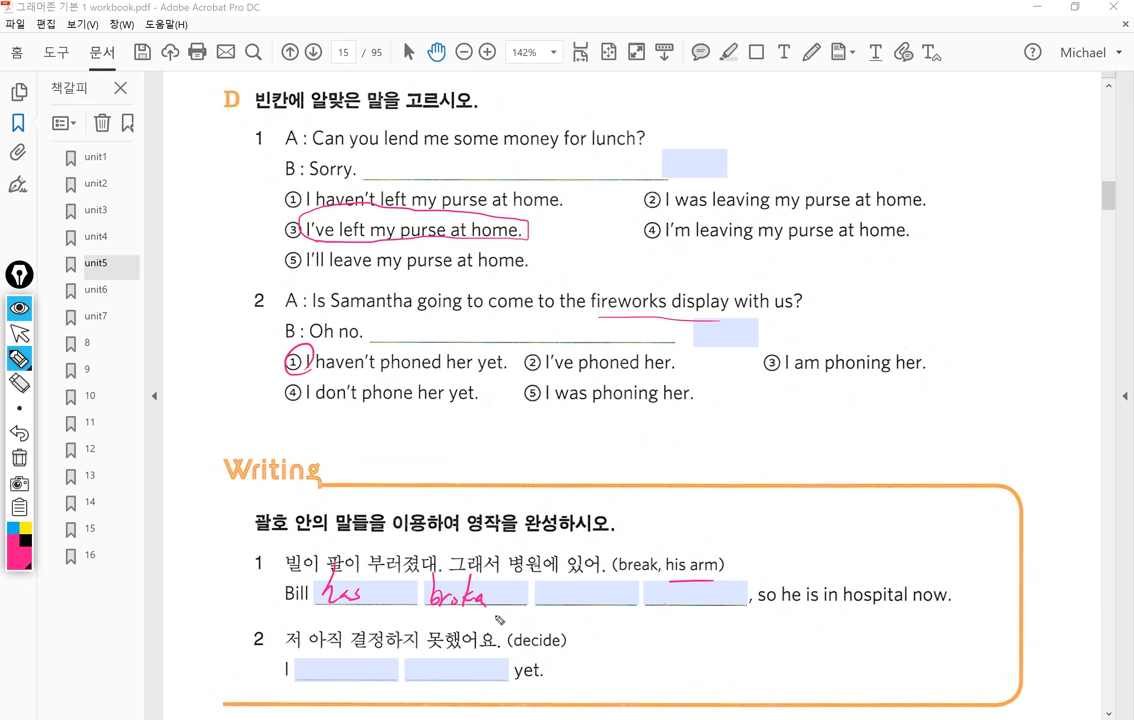 그래머존 기본 1 workbook.pdf - Adobe Acrobat Pro DC
파일 편집 보기(V) 창(W) 도움말(H)
홈 도구 문서 15 / 95 142% Michael
책갈피
unit1
unit2
unit3
unit4
unit5
unit6
unit7
8
9
10
11
12
13
14
15
16
D 빈칸에 알맞은 말을 고르시오.
1 A : Can you lend me some money for lunch?
B : Sorry.
① I haven't left my purse at home. ② I was leaving my purse at home.
③ I've left my purse at home. ④ I'm leaving my purse at home.
⑤ I'll leave my purse at home.
2 A : Is Samantha going to come to the fireworks display with us?
B : Oh no.
① I haven't phoned her yet. ② I've phoned her. ③ I am phoning her.
④ I don't phone her yet. ⑤ I was phoning her.
Writing
괄호 안의 말들을 이용하여 영작을 완성하시오.
1 빌이 팔이 부러졌대. 그래서 병원에 있어. (break, his arm)
Bill has , so he is in hospital now.
2 저 아직 결정하지 못했어요. (decide)
I yet.